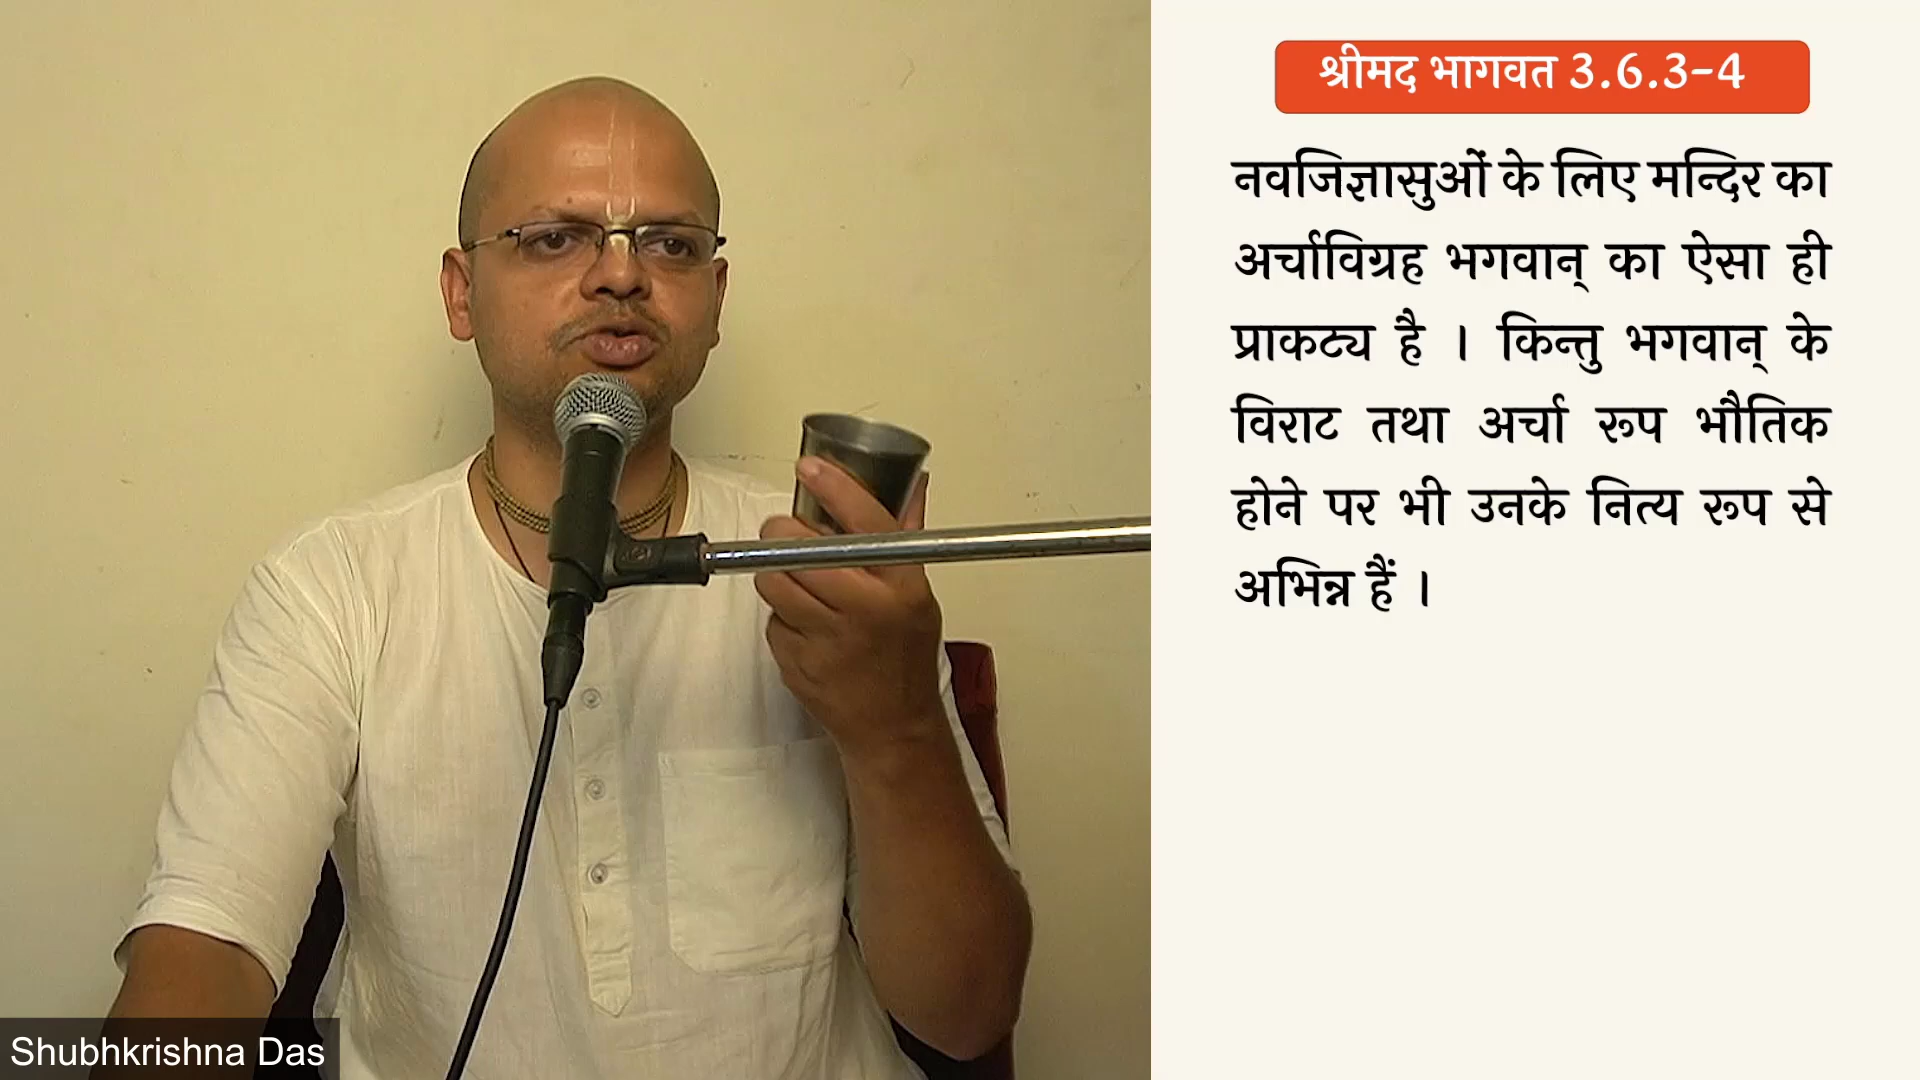 श्रीमद भागवत 3.6.3-4
नवजिज्ञासुओं के लिए मन्दिर का
अर्चाविग्रह भगवान् का ऐसा ही
प्राकट्य है । किन्तु भगवान् के
विराट तथा अर्चा रूप भौतिक
होने पर भी उनके नित्य रूप से
अभिन्न हैं ।
Shubhkrishna Das